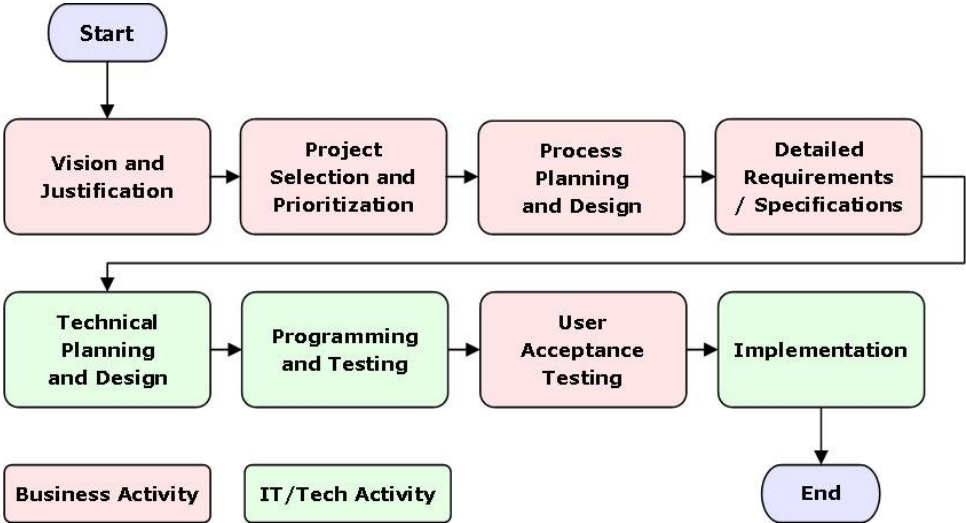 Start
Vision and
Justification
Project
Selection and
Prioritization
Process
Planning
and Design
Detailed
Requirements
/ Specifications
Technical
Planning
and Design
Programming
and Testing
User
Acceptance
Testing
Implementation
Business Activity
IT/Tech Activity
End